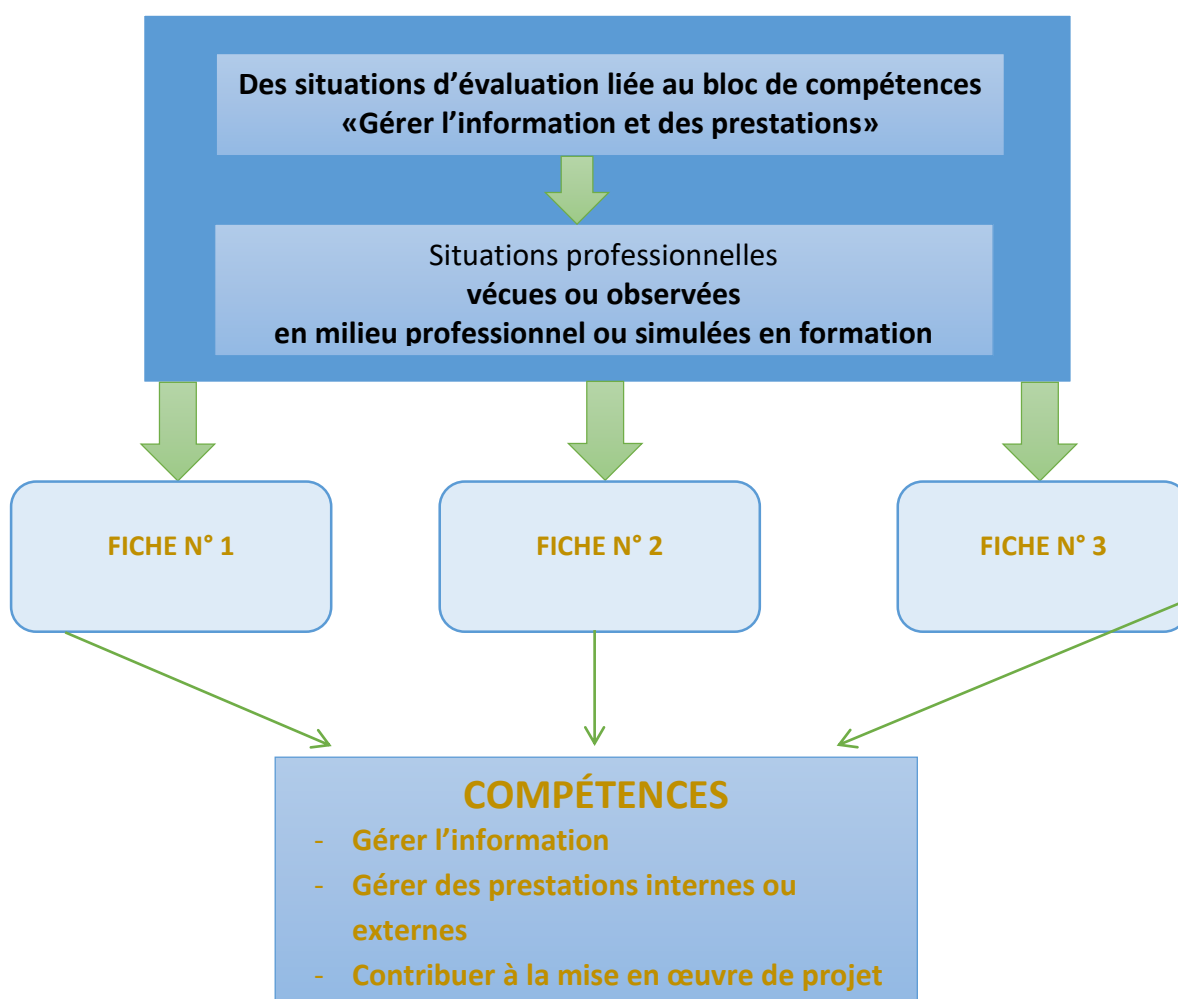 Des situations d’évaluation liée au bloc de compétences
«Gérer l’information et des prestations»
Situations professionnelles
vécues ou observées
en milieu professionnel ou simulées en formation
FICHE N° 1
FICHE N° 2
FICHE N° 3
COMPÉTENCES
- Gérer l’information
- Gérer des prestations internes ou
externes
- Contribuer à la mise en œuvre de projet